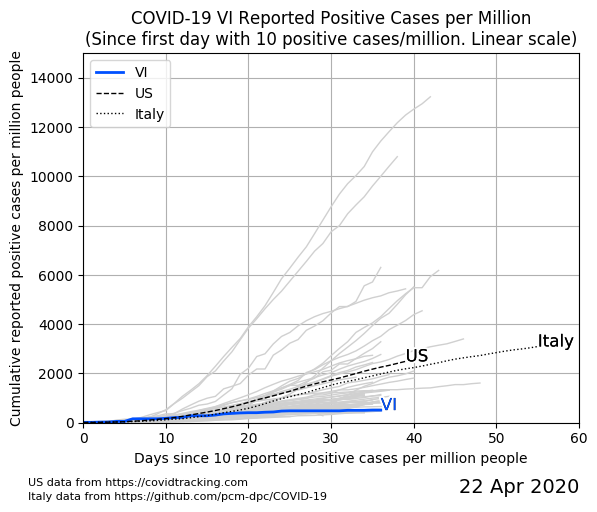 COVID-19 VI Reported Positive Cases per Million
(Since first day with 10 positive cases/million. Linear scale)
Cumulative reported positive cases per million people
14000
12000
10000
8000
6000
4000
2000
0
VI
US
Italy
US
Italy
VI
0 10 20 30 40 50 60
Days since 10 reported positive cases per million people
US data from https://covidtracking.com
Italy data from https://github.com/pcm-dpc/COVID-19
22 Apr 2020